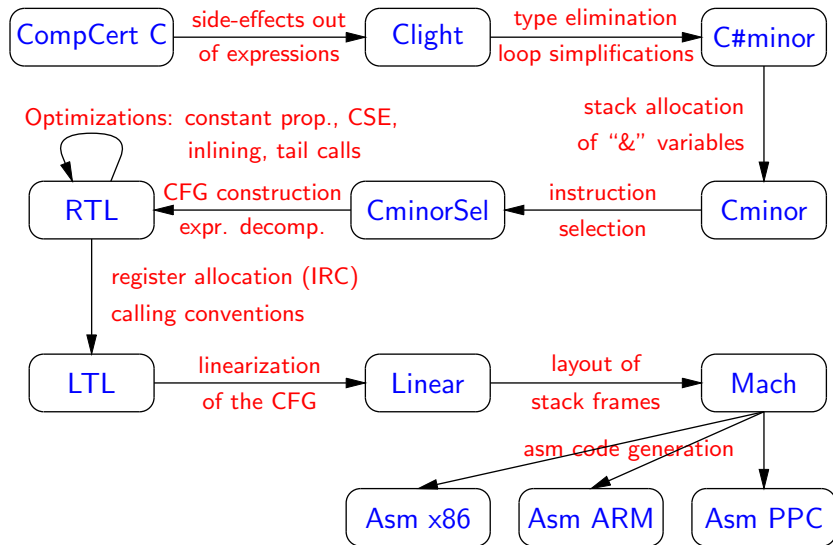 CompCert C
side-effects out
of expressions
Clight
type elimination
loop simplifications
C#minor
stack allocation
of “&” variables
Optimizations: constant prop., CSE,
inlining, tail calls
RTL
CFG construction
expr. decomp.
CminorSel
instruction
selection
Cminor
register allocation (IRC)
calling conventions
LTL
linearization
of the CFG
Linear
layout of
stack frames
Mach
asm code generation
Asm x86
Asm ARM
Asm PPC